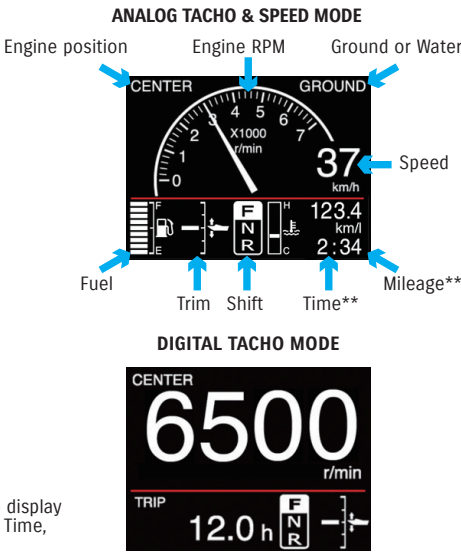 ANALOG TACHO & SPEED MODE
Engine position Engine RPM Ground or Water
CENTER GROUND
0 1 2 3 4 5 6 7
X1000
r/min
37
km/h
Speed
F E
H C
F
N
R
123.4
km/l
2:34
Fuel Trim Shift Time** Mileage**
DIGITAL TACHO MODE
CENTER
6500
r/min
TRIP
12.0 h
F
N
R
display
Time,